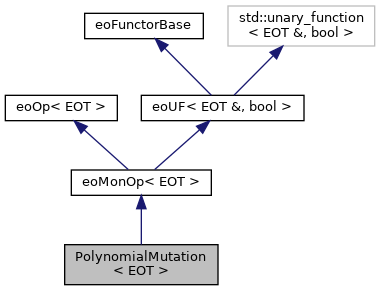 eoFunctorBase
std::unary_function
< EOT &, bool >
eoOp< EOT >
eoUF< EOT &, bool >
eoMonOp< EOT >
PolynomialMutation
< EOT >